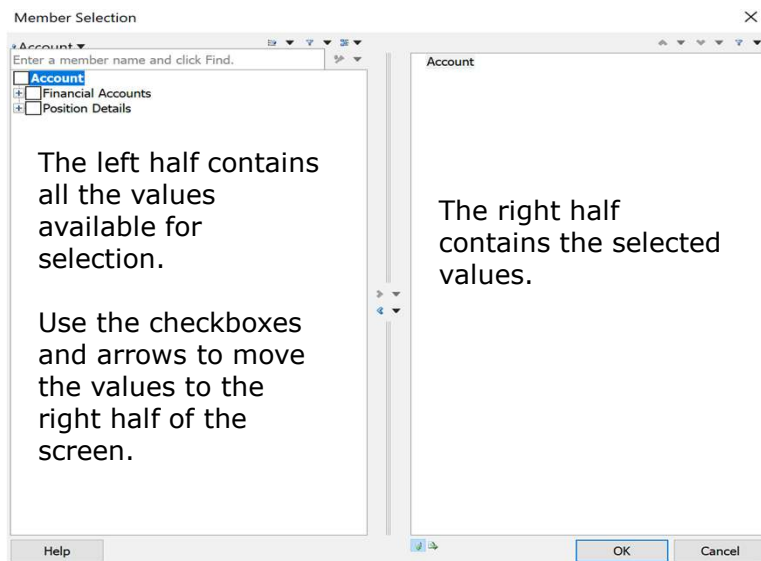 Member Selection
Account
Enter a member name and click Find.
Account
Financial Accounts
Position Details
The left half contains
all the values
available for
selection.
Use the checkboxes
and arrows to move
the values to the
right half of the
screen.
Account
The right half
contains the selected
values.
Help
OK
Cancel